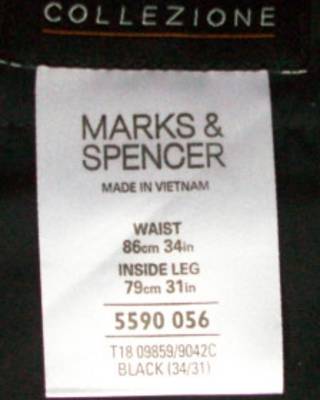 COLLEZIONE
MARKS &
SPENCER
MADE IN VIETNAM
WAIST
86cm 34in
INSIDE LEG
79cm 31in
5590 056
T18 09859/9042C
BLACK (34/31)